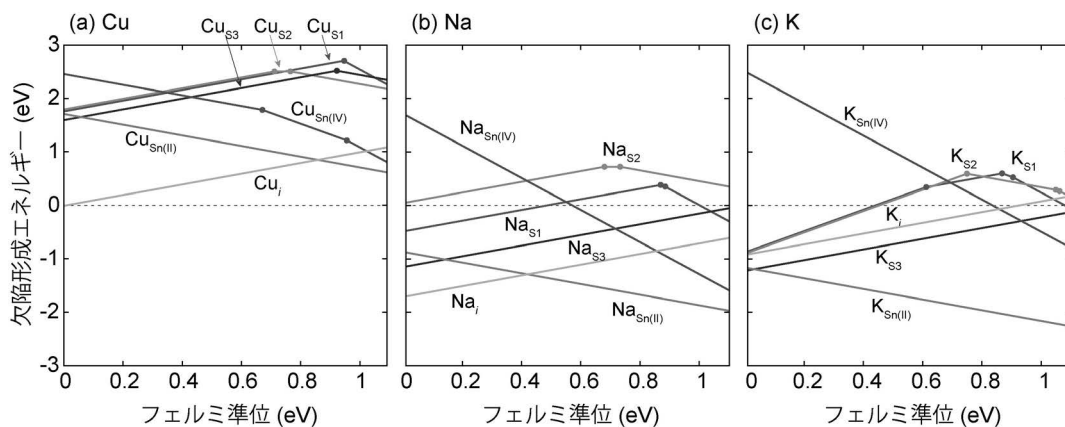 (a) Cu
Cu_S3
Cu_S2
Cu_S1
(b) Na
(c) K
欠陥形成エネルギー (eV)
3
2
1
0
-1
-2
-3
Cu_Sn(IV)
Cu_Sn(II)
Cu_i
0
0.2
0.4
0.6
0.8
1
フェルミ準位 (eV)
Na_Sn(IV)
Na_S2
Na_S1
Na_S3
Na_i
Na_Sn(II)
0
0.2
0.4
0.6
0.8
1
フェルミ準位 (eV)
K_Sn(IV)
K_S2
K_S1
K_i
K_S3
K_Sn(II)
0
0.2
0.4
0.6
0.8
1
フェルミ準位 (eV)